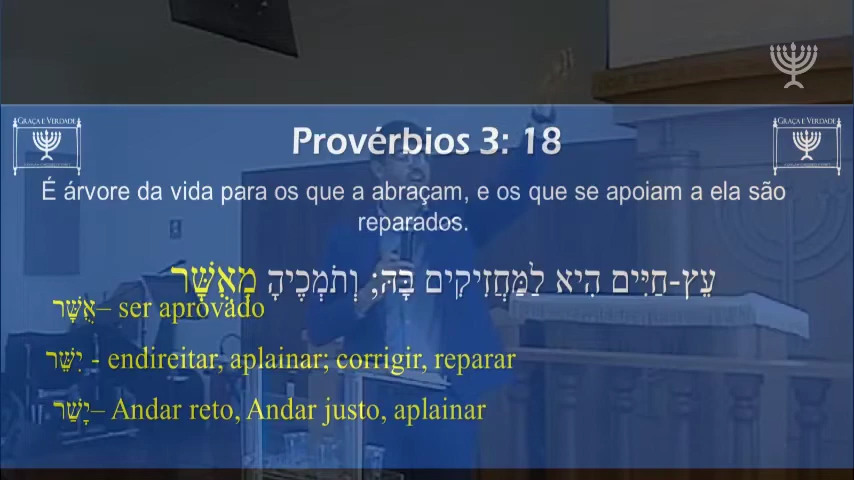 GRAÇA E VERDADE
GRAÇA E VERDADE
Provérbios 3: 18
É árvore da vida para os que a abraçam, e os que se apoiam a ela são
reparados.
עֵץ-חַיִּים הִיא לַמַּחֲזִיקִים בָּהּ; וְתֹמְכֶיהָ מְאֻשָּׁר
אֻשָּׁר– ser aprovado
יִשֵּׁר - endireitar, aplainar; corrigir, reparar
יָשַׁר– Andar reto, Andar justo, aplainar